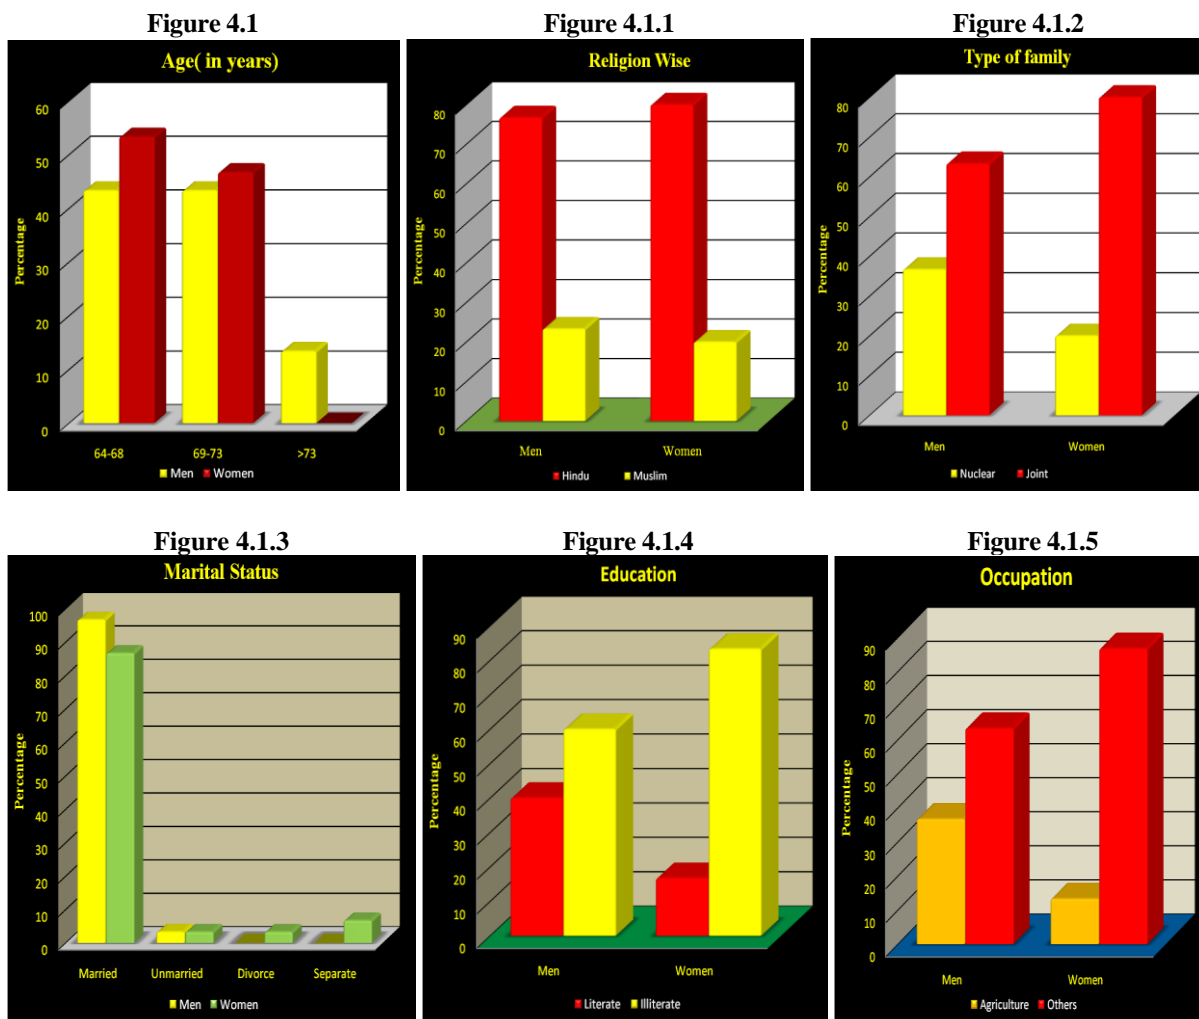 Figure 4.1
Age( in years)
Percentage
60
50
40
30
20
10
0
64-68
69-73
>73
Men
Women
Figure 4.1.1
Religion Wise
Percentage
80
70
60
50
40
30
20
10
0
Men
Women
Hindu
Muslim
Figure 4.1.2
Type of family
Percentage
80
70
60
50
40
30
20
10
0
Men
Women
Nuclear
Joint
Figure 4.1.3
Marital Status
Percentage
100
90
80
70
60
50
40
30
20
10
0
Married
Unmarried
Divorce
Separate
Men
Women
Figure 4.1.4
Education
Percentage
90
80
70
60
50
40
30
20
10
0
Men
Women
Literate
Illiterate
Figure 4.1.5
Occupation
Percentage
90
80
70
60
50
40
30
20
10
0
Men
Women
Agriculture
Others